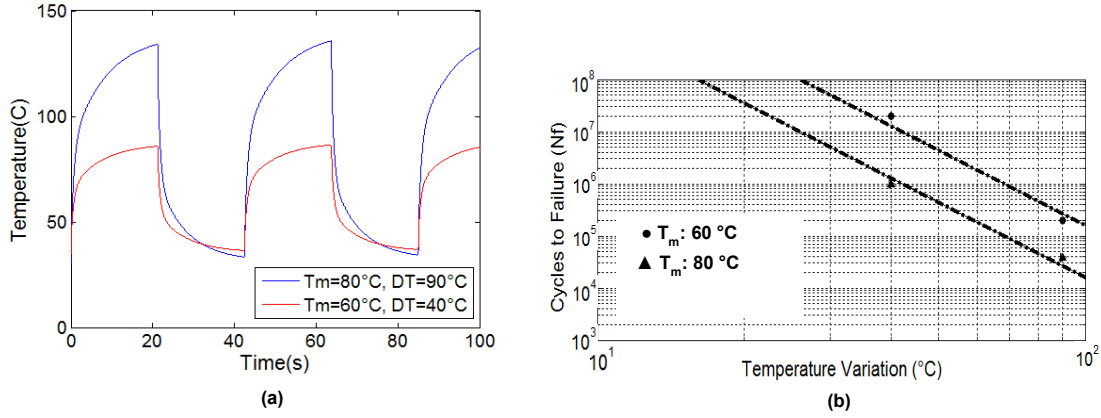 Temperature(C)
150
100
50
0
0 20 40 60 80 100
Time(s)
Tm=80°C, DT=90°C
Tm=60°C, DT=40°C
(a)
Cycles to Failure (Nf)
10^8
10^7
10^6
10^5
10^4
10^3
10^1 10^2
Temperature Variation (°C)
T_m: 60 °C
T_m: 80 °C
(b)